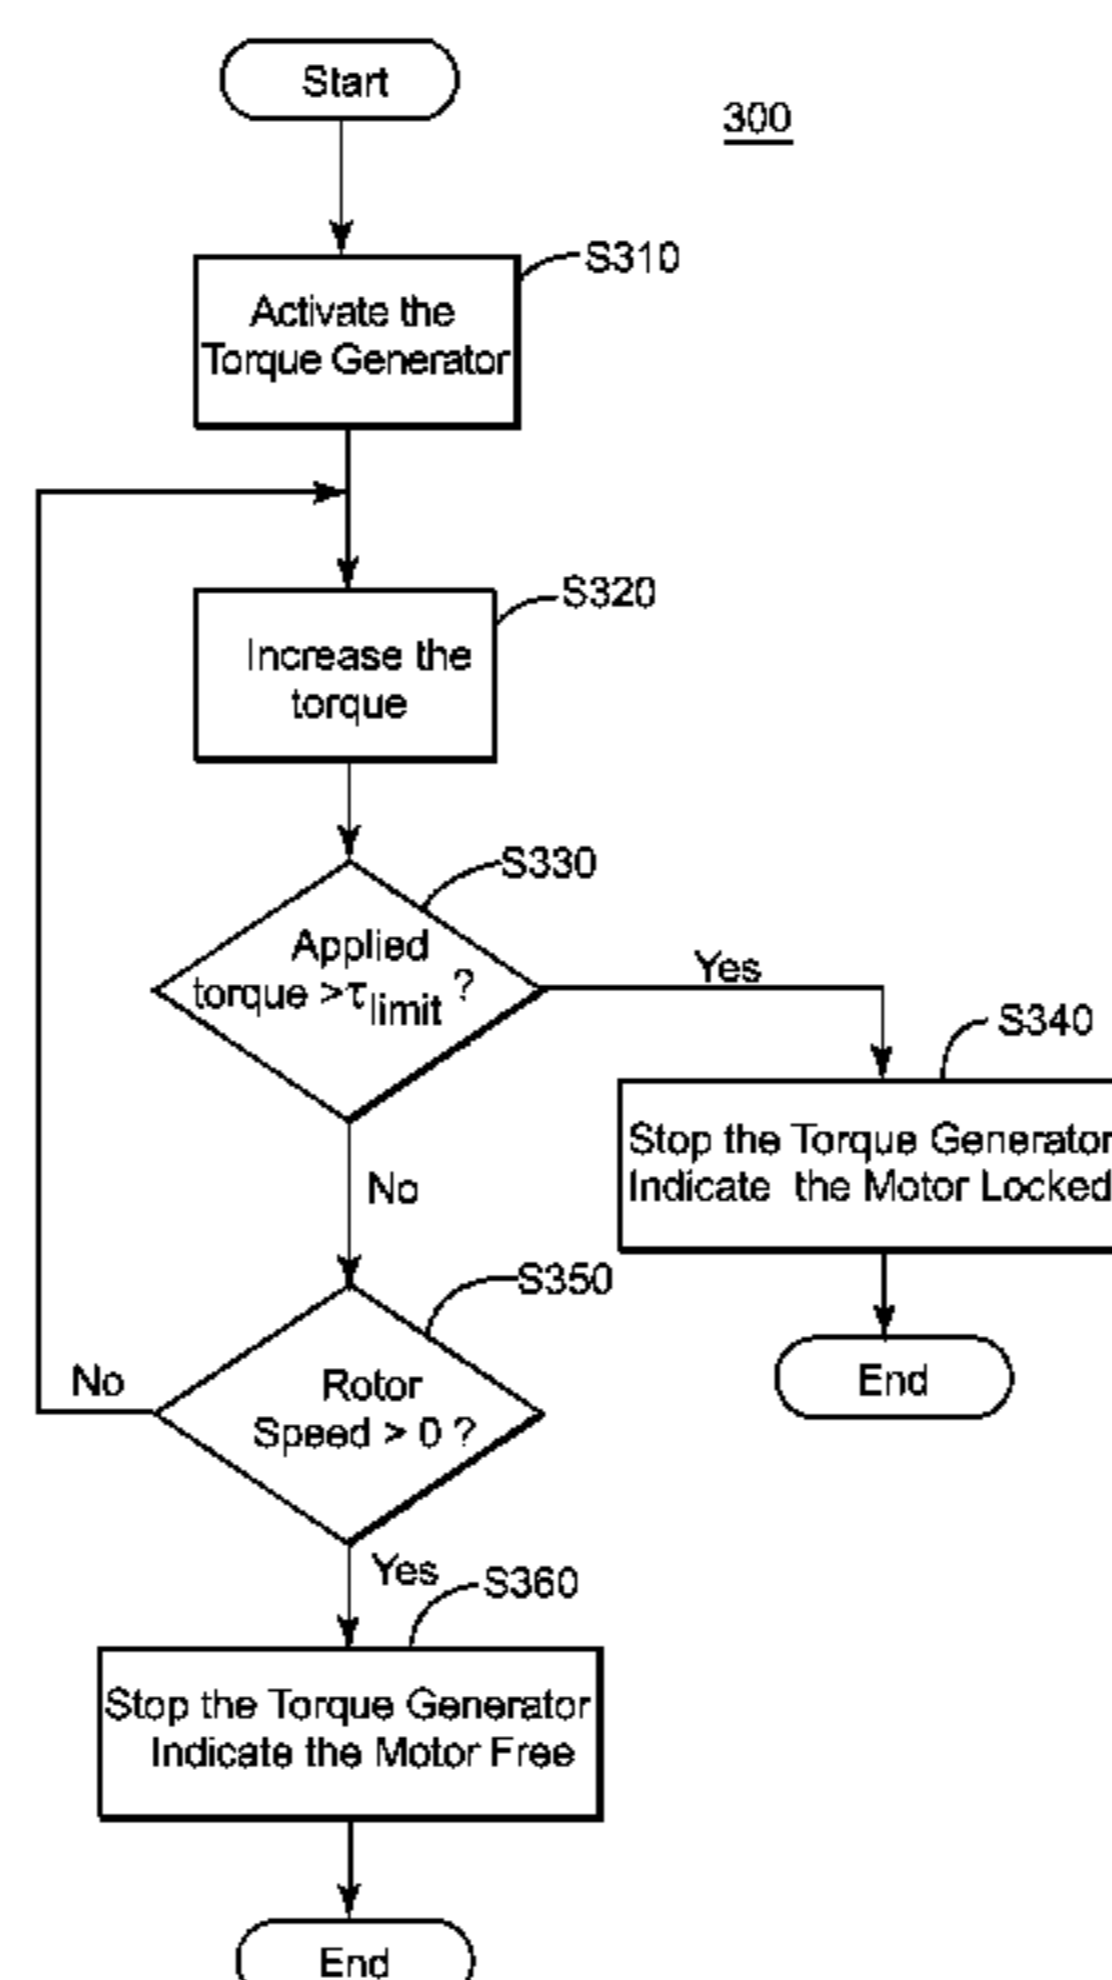 Start
300
S310
Activate the
Torque Generator
S320
Increase the
torque
S330
Applied
torque >τlimit ?
Yes
S340
Stop the Torque Generator
Indicate the Motor Locked
No
S350
End
No
Rotor
Speed > 0 ?
Yes
S360
Stop the Torque Generator
Indicate the Motor Free
End